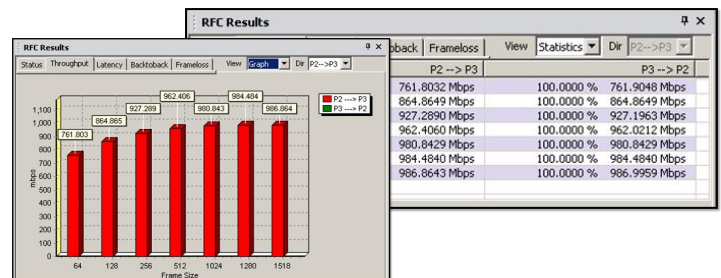 RFC Results
back Frameloss View Statistics Dir P2-->P3
P2 --> P3 P3 --> P2
761.8032 Mbps 100.0000 % 761.9048 Mbps
864.8649 Mbps 100.0000 % 864.8649 Mbps
927.2890 Mbps 100.0000 % 927.1963 Mbps
962.4060 Mbps 100.0000 % 962.0212 Mbps
980.8429 Mbps 100.0000 % 980.8429 Mbps
984.4840 Mbps 100.0000 % 984.4840 Mbps
986.8643 Mbps 100.0000 % 986.9959 Mbps
RFC Results
Status Throughput Latency Backtoback Frameloss View Graph Dir P2-->P3
962.406 984.484
927.289 980.843 986.864
864.865
761.803
P2 ---> P3
P3 ---> P2
1,100
1,000
900
800
700
600
500
400
300
200
100
0
mbps
64 128 256 512 1024 1280 1518
Frame Size